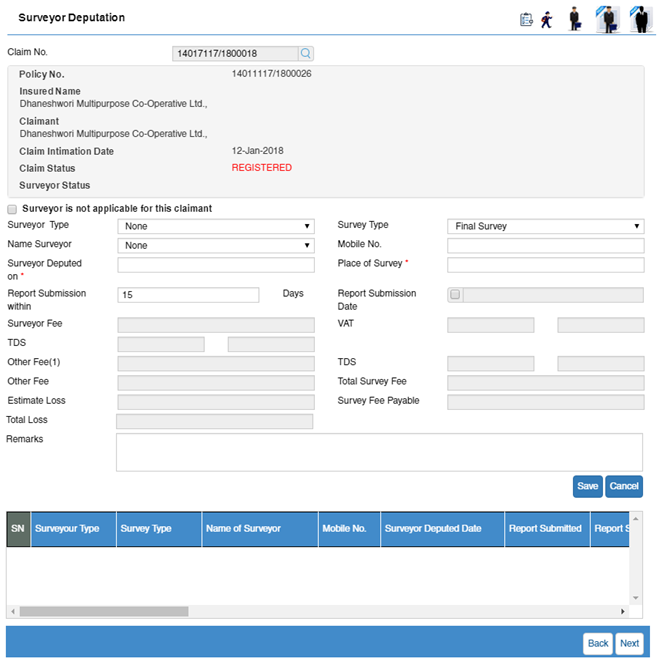 Surveyor Deputation
Claim No. 14017117/1800018
Policy No. 14011117/1800026
Insured Name
Dhaneshwori Multipurpose Co-Operative Ltd.,
Claimant
Dhaneshwori Multipurpose Co-Operative Ltd.,
Claim Intimation Date 12-Jan-2018
Claim Status REGISTERED
Surveyor Status
Surveyor is not applicable for this claimant
Surveyor Type None Survey Type Final Survey
Name Surveyor None Mobile No.
Surveyor Deputed on * Place of Survey *
Report Submission within 15 Days Report Submission Date
Surveyor Fee VAT
TDS
Other Fee(1) TDS
Other Fee Total Survey Fee
Estimate Loss Survey Fee Payable
Total Loss
Remarks
Save Cancel
SN Surveyour Type Survey Type Name of Surveyor Mobile No. Surveyor Deputed Date Report Submitted Report S
Back Next